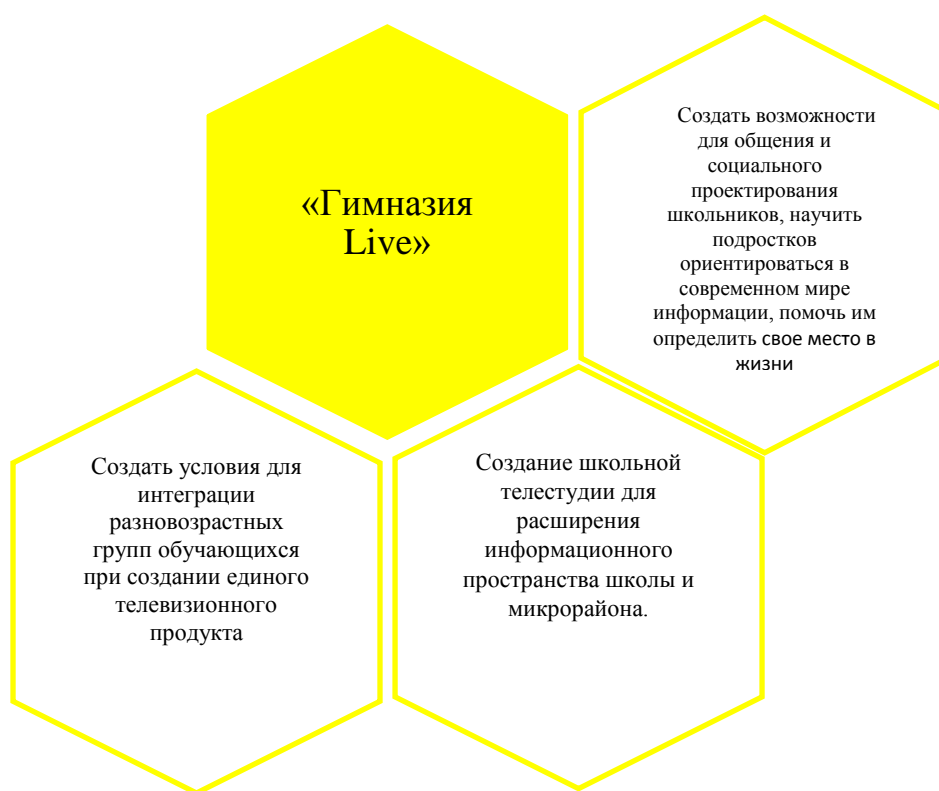 «Гимназия
Live»
Создать возможности
для общения и
социального
проектирования
школьников, научить
подростков
ориентироваться в
современном мире
информации, помочь им
определить свое место в
жизни
Создать условия для
интеграции
разновозрастных
групп обучающихся
при создании единого
телевизионного
продукта
Создание школьной
телестудии для
расширения
информационного
пространства школы и
микрорайона.